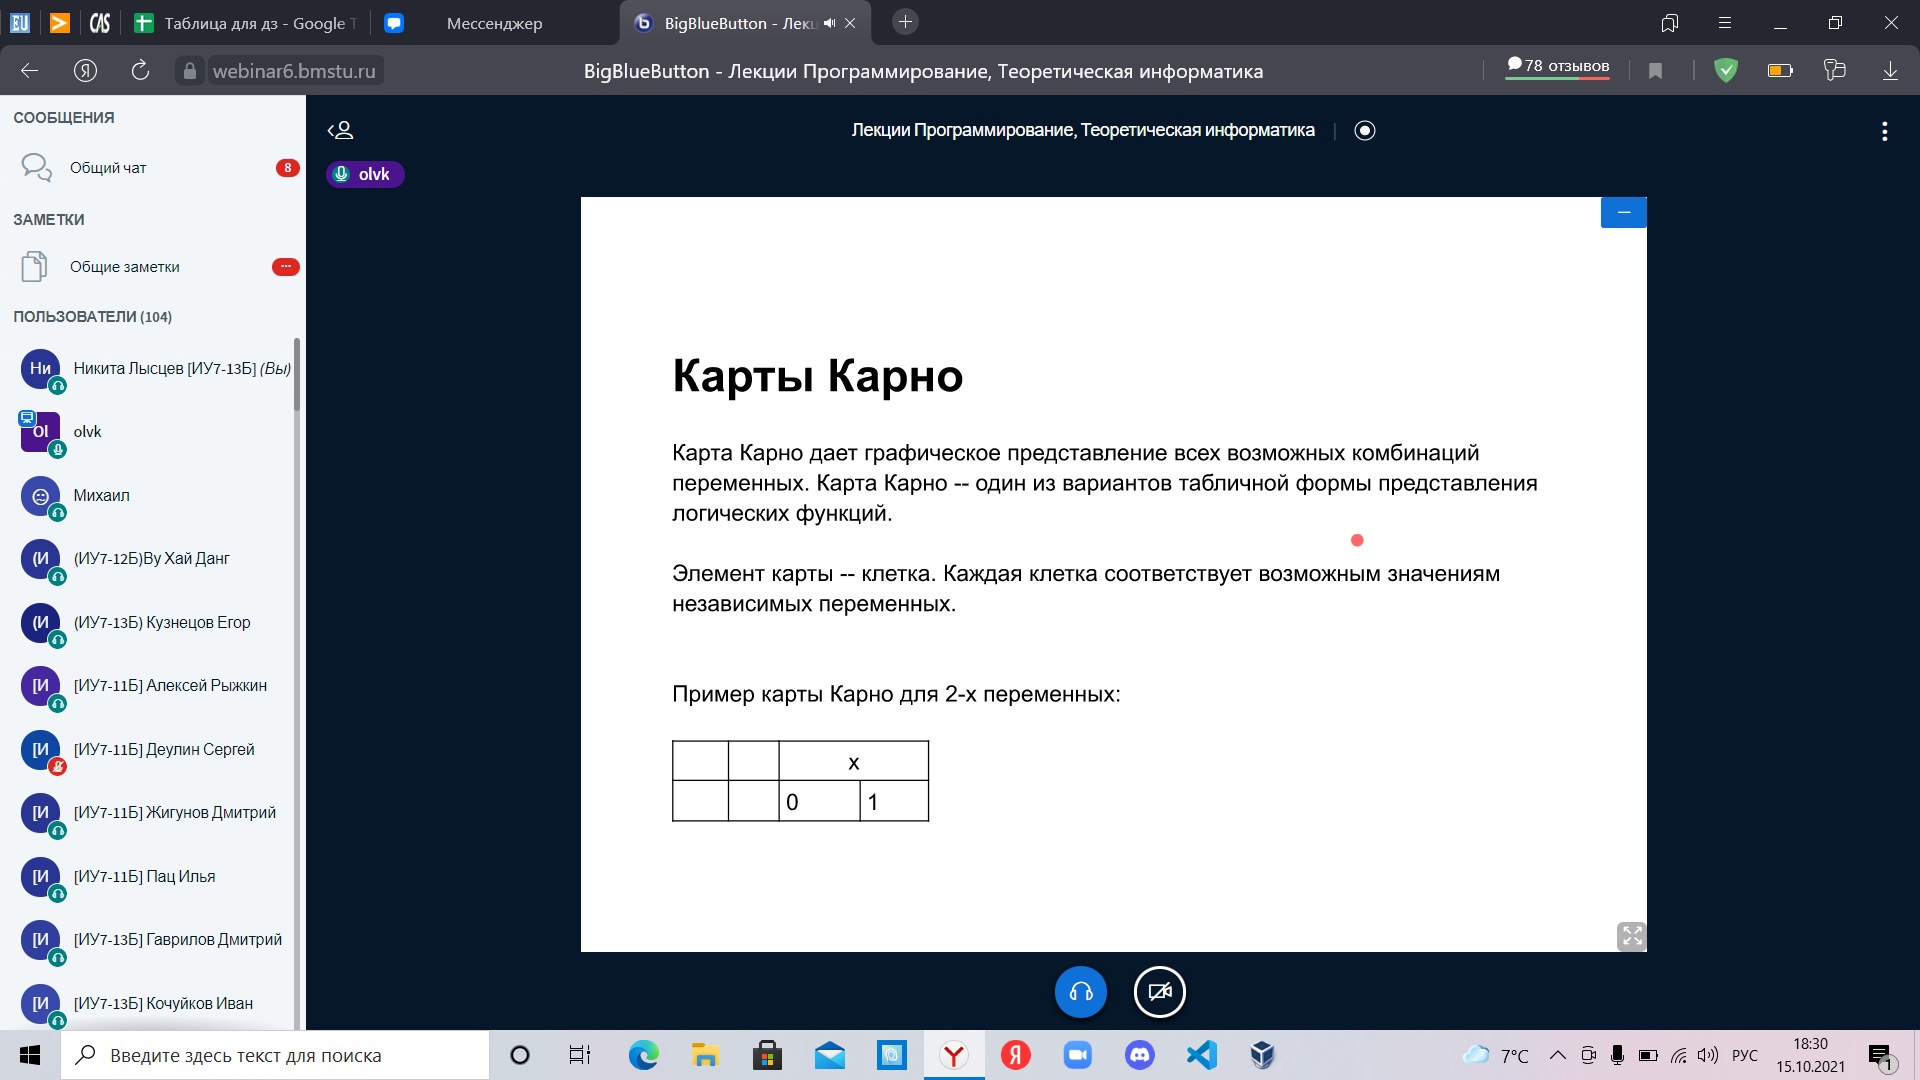 EU
CAS
Таблица для дз - Google Т
Мессенджер
BigBlueButton - Лекц
webinar6.bmstu.ru
BigBlueButton - Лекции Программирование, Теоретическая информатика
78 отзывов
СООБЩЕНИЯ
Общий чат
8
ЗАМЕТКИ
Общие заметки
ПОЛЬЗОВАТЕЛИ (104)
Ни
Никита Лысцев [ИУ7-13Б] (Вы)
Ol
olvk
Михаил
(И
(ИУ7-12Б)Ву Хай Данг
(И
(ИУ7-13Б) Кузнецов Егор
[И
[ИУ7-11Б] Алексей Рыжкин
[И
[ИУ7-11Б] Деулин Сергей
[И
[ИУ7-11Б] Жигунов Дмитрий
[И
[ИУ7-11Б] Пац Илья
[И
[ИУ7-13Б] Гаврилов Дмитрий
[И
[ИУ7-13Б] Кочуйков Иван
Лекции Программирование, Теоретическая информатика
olvk
Карты Карно
Карта Карно дает графическое представление всех возможных комбинаций
переменных. Карта Карно -- один из вариантов табличной формы представления
логических функций.
Элемент карты -- клетка. Каждая клетка соответствует возможным значениям
независимых переменных.
Пример карты Карно для 2-х переменных:
x
0 1
Введите здесь текст для поиска
7°C
РУС
18:30
15.10.2021
1